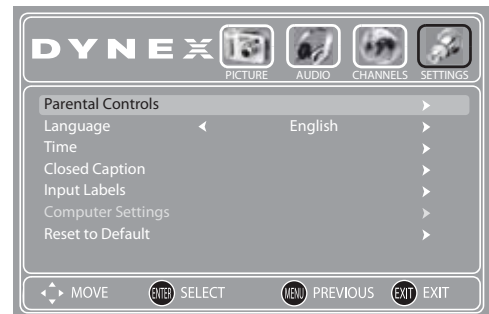 DYNEX
PICTURE AUDIO CHANNELS SETTINGS
Parental Controls
Language English
Time
Closed Caption
Input Labels
Computer Settings
Reset to Default
MOVE ENTER SELECT MENU PREVIOUS EXIT EXIT